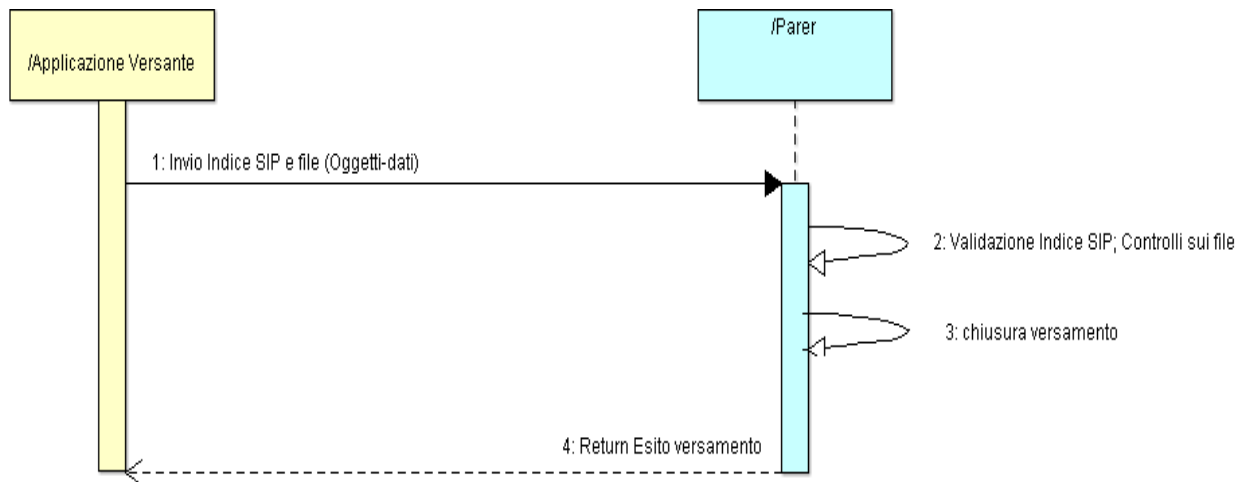 /Applicazione Versante
/Parer
1: Invio Indice SIP e file (Oggetti-dati)
2: Validazione Indice SIP; Controlli sui file
3: chiusura versamento
4: Return Esito versamento